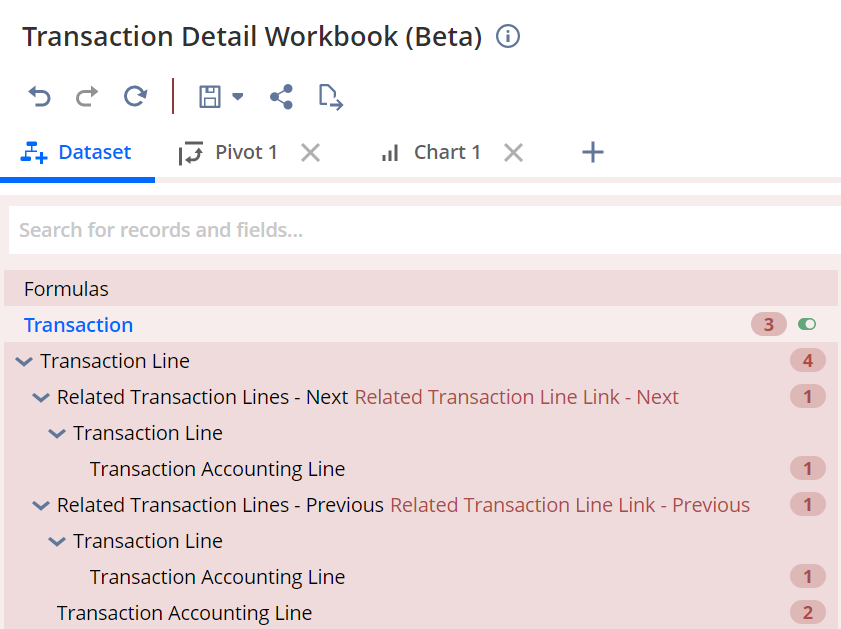 Transaction Detail Workbook (Beta)
Dataset Pivot 1 Chart 1
Search for records and fields...
Formulas
Transaction 3
Transaction Line 4
Related Transaction Lines - Next Related Transaction Line Link - Next 1
Transaction Line
Transaction Accounting Line 1
Related Transaction Lines - Previous Related Transaction Line Link - Previous 1
Transaction Line
Transaction Accounting Line 1
Transaction Accounting Line 2